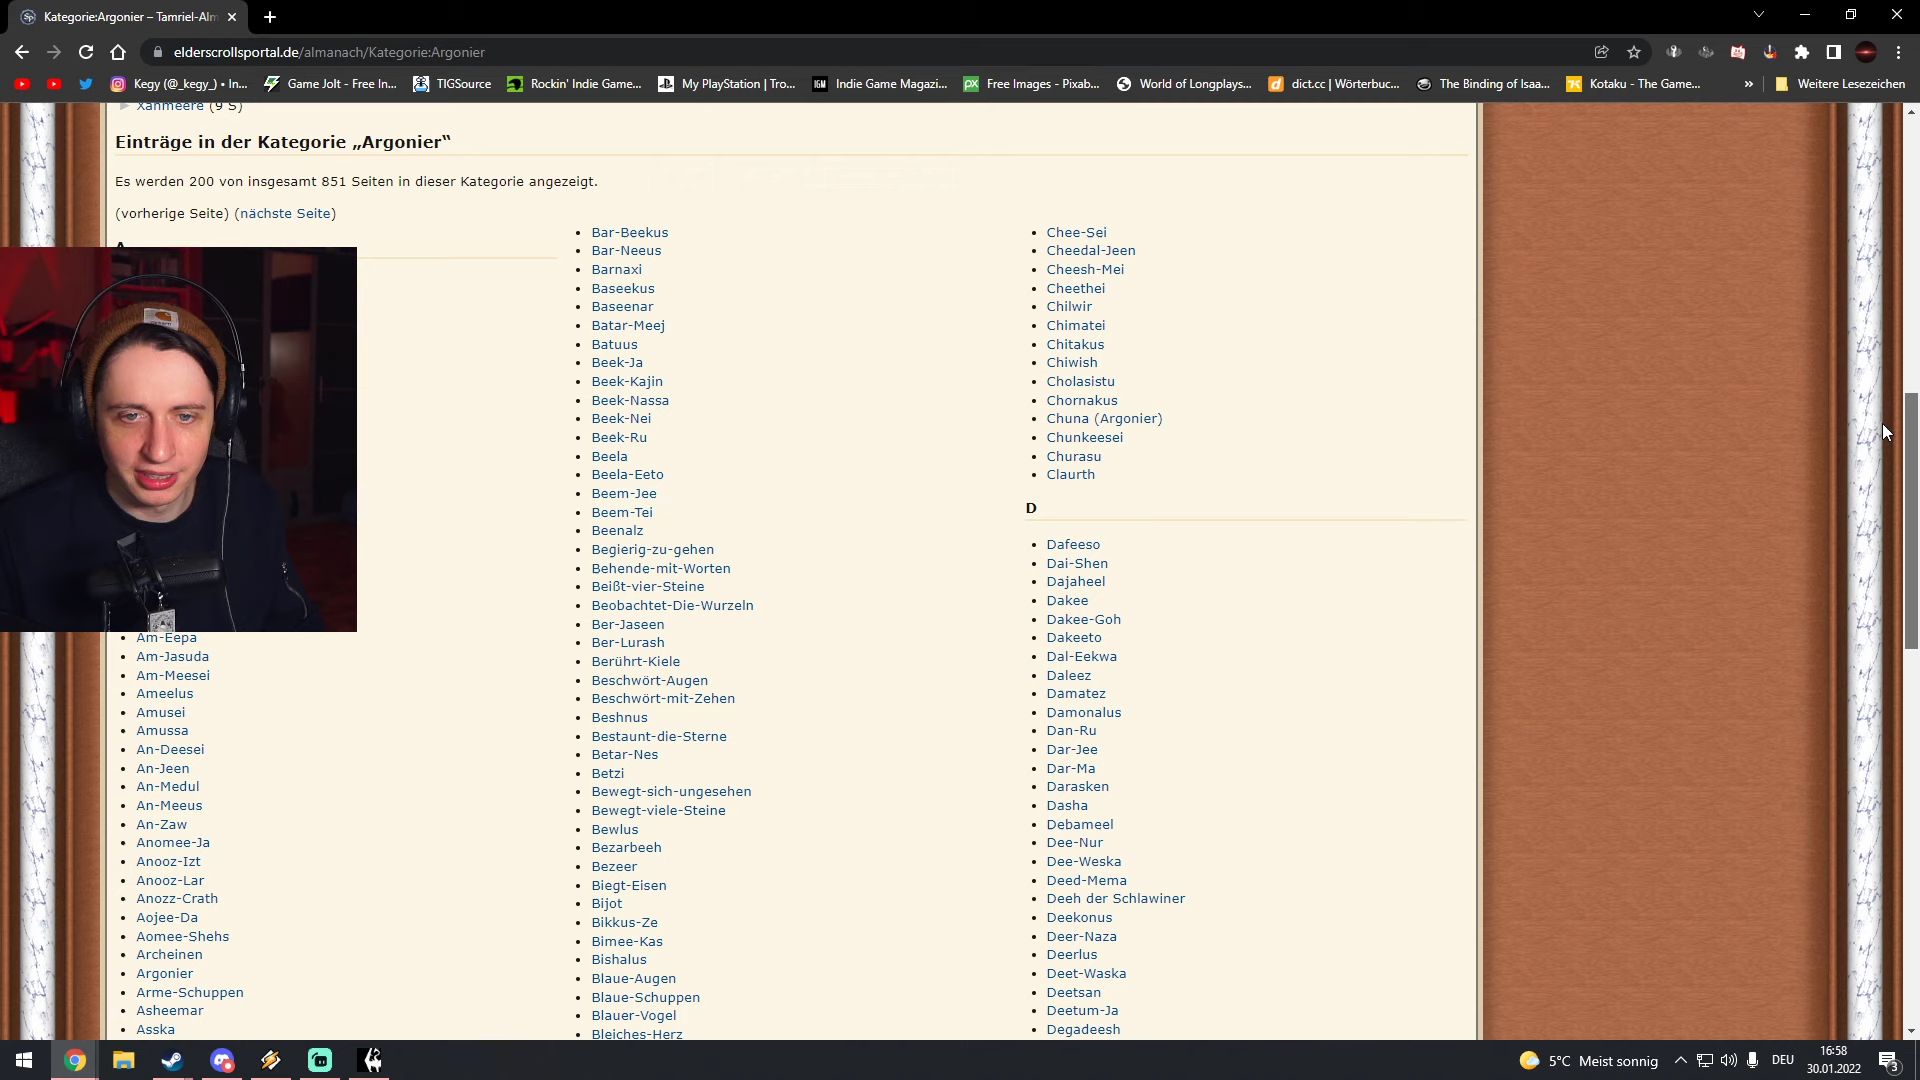 Kategorie:Argonier – Tamriel-Alm
elderscrollsportal.de/almanach/Kategorie:Argonier
Kegy (@_kegy_) • In...
Game Jolt - Free In...
TIGSource
Rockin' Indie Game...
My PlayStation | Tro...
Indie Game Magazi...
Free Images - Pixab...
World of Longplays...
dict.cc | Wörterbuc...
The Binding of Isaa...
Kotaku - The Game...
»
Weitere Lesezeichen
Xanmeere (9 S)
Einträge in der Kategorie „Argonier“
Es werden 200 von insgesamt 851 Seiten in dieser Kategorie angezeigt.
(vorherige Seite) (nächste Seite)
Am-Eepa
Am-Jasuda
Am-Meesei
Ameelus
Amusei
Amussa
An-Deesei
An-Jeen
An-Medul
An-Meeus
An-Zaw
Anomee-Ja
Anooz-Izt
Anooz-Lar
Anozz-Crath
Aojee-Da
Aomee-Shehs
Archeinen
Argonier
Arme-Schuppen
Asheemar
Asska
Bar-Beekus
Bar-Neeus
Barnaxi
Baseekus
Baseenar
Batar-Meej
Batuus
Beek-Ja
Beek-Kajin
Beek-Nassa
Beek-Nei
Beek-Ru
Beela
Beela-Eeto
Beem-Jee
Beem-Tei
Beenalz
Begierig-zu-gehen
Behende-mit-Worten
Beißt-vier-Steine
Beobachtet-Die-Wurzeln
Ber-Jaseen
Ber-Lurash
Berührt-Kiele
Beschwört-Augen
Beschwört-mit-Zehen
Beshnus
Bestaunt-die-Sterne
Betar-Nes
Betzi
Bewegt-sich-ungesehen
Bewegt-viele-Steine
Bewlus
Bezarbeeh
Bezeer
Biegt-Eisen
Bijot
Bikkus-Ze
Bimee-Kas
Bishalus
Blaue-Augen
Blaue-Schuppen
Blauer-Vogel
Bleiches-Herz
Chee-Sei
Cheedal-Jeen
Cheesh-Mei
Cheethei
Chilwir
Chimatei
Chitakus
Chiwish
Cholasistu
Chornakus
Chuna (Argonier)
Chunkeesei
Churasu
Claurth
D
Dafeeso
Dai-Shen
Dajaheel
Dakee
Dakee-Goh
Dakeeto
Dal-Eekwa
Daleez
Damatez
Damonalus
Dan-Ru
Dar-Jee
Dar-Ma
Darasken
Dasha
Debameel
Dee-Nur
Dee-Weska
Deed-Mema
Deeh der Schlawiner
Deekonus
Deer-Naza
Deerlus
Deet-Waska
Deetsan
Deetum-Ja
Degadeesh
5°C Meist sonnig
DEU
16:58
30.01.2022
3